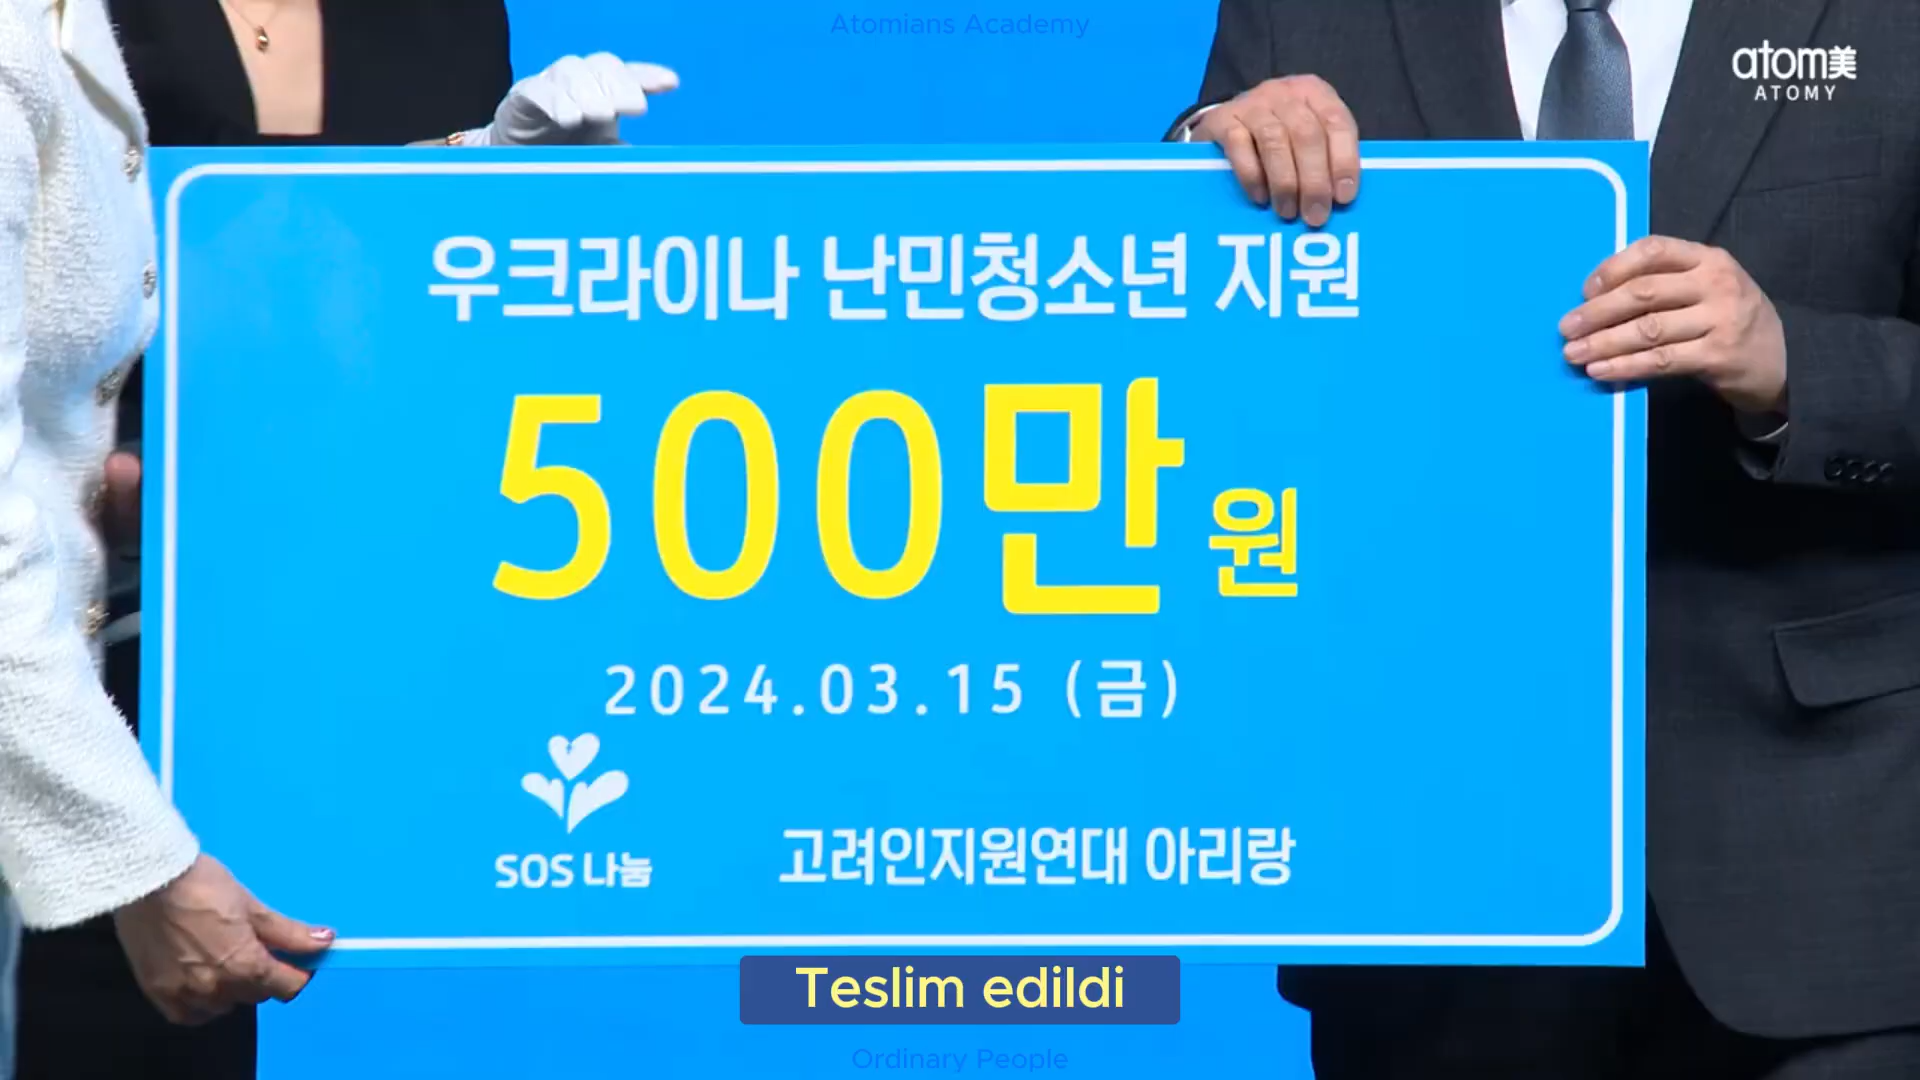 Atomians Academy
atom美
ATOMY
우크라이나 난민청소년 지원
500만원
2024.03.15 (금)
SOS 나눔
고려인지원연대 아리랑
Teslim edildi
Ordinary People